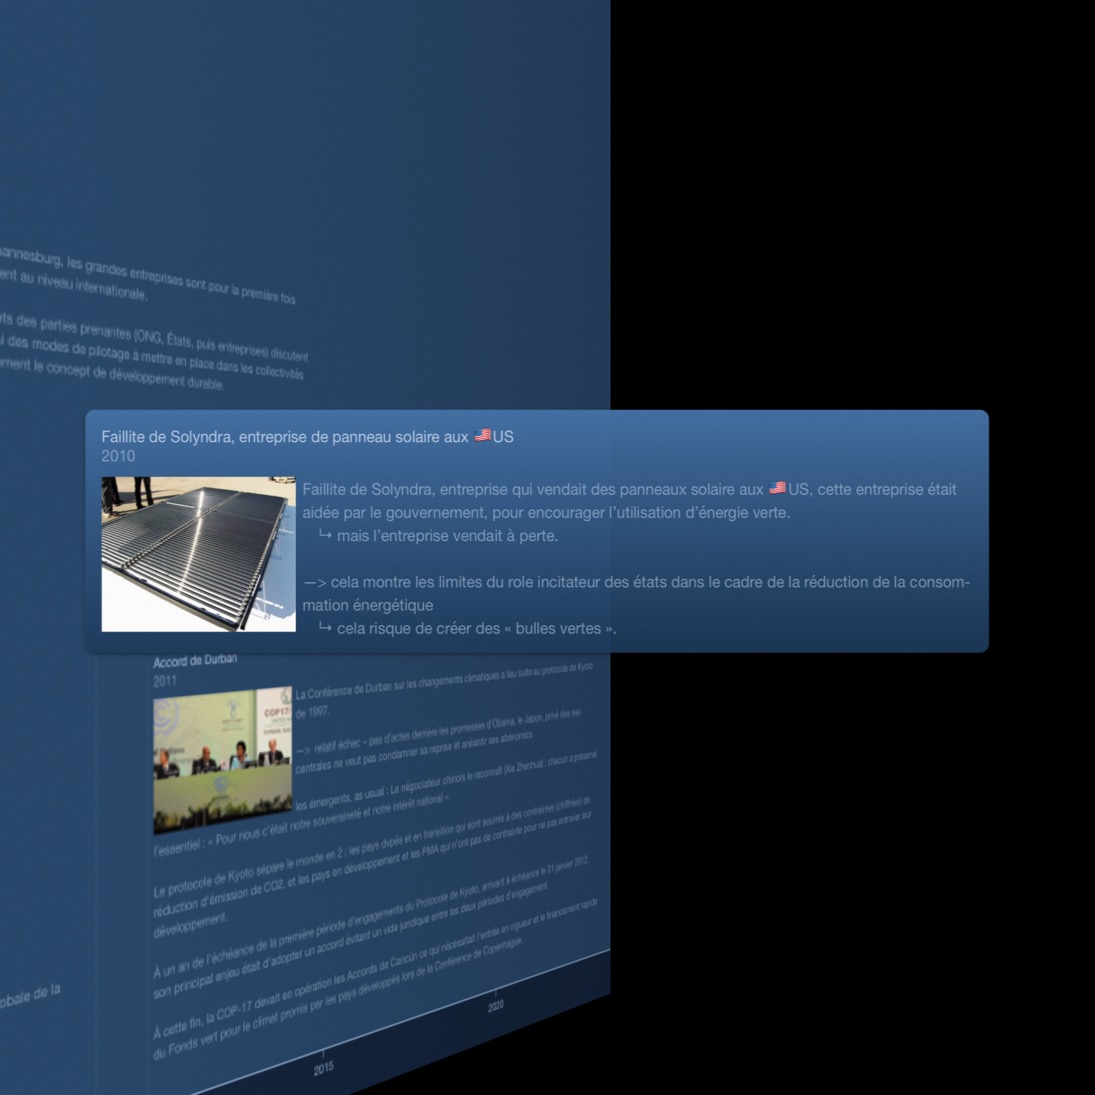 annesburg, les grandes entreprises sont pour la première fois
ent au niveau internationale.
ts des parties prenantes (ONG, États, puis entreprises) discutent
i des modes de pilotage à mettre en place dans les collectivités
ement le concept de développement durable.
Faillite de Solyndra, entreprise de panneau solaire aux 🇺🇸US
2010
Faillite de Solyndra, entreprise qui vendait des panneaux solaire aux 🇺🇸US, cette entreprise était
aidée par le gouvernement, pour encourager l’utilisation d’énergie verte.
↳ mais l’entreprise vendait à perte.
—> cela montre les limites du role incitateur des états dans le cadre de la réduction de la consom-
mation énergétique
↳ cela risque de créer des « bulles vertes ».
Accord de Durban
2011
COP17
La Conférence de Durban sur les changements climatiques a lieu suite au protocole de Kyoto
de 1997.
—> relatif échec – pas d’actes derrière les promesses d’Obama, le Japon, privé des ses
centrales ne veut pas condamner sa reprise et anéantir ses
les émergents, as usual : Le négociateur chinois le reconnaît (Xie Zhenhua) : chacun a préservé
l’essentiel : « Pour nous c’était notre souveraineté et notre intérêt national ».
Le protocole de Kyoto sépare le monde en 2 : les pays dvpés et en transition qui sont soumis à des contraintes (chiffrées) de
réduction d’émission de CO2, et les pays en développement et les PMA qui n’ont pas de contrainte pour ne pas entraver leur
développement.
À un an de l’échéance de la première période d’engagements du Protocole de Kyoto, arrivant à échéance le 31 janvier 2012,
son principal enjeu était d’adopter un accord évitant un vide juridique entre les deux périodes d’engagement.
À cette fin, la COP-17 devait en opération les Accords de Cancún ce qui nécessitait l’entrée en vigueur et le financement rapide
du Fonds vert pour le climat promis par les pays développés lors de la Conférence de Copenhague.
obale de la
2015
2020